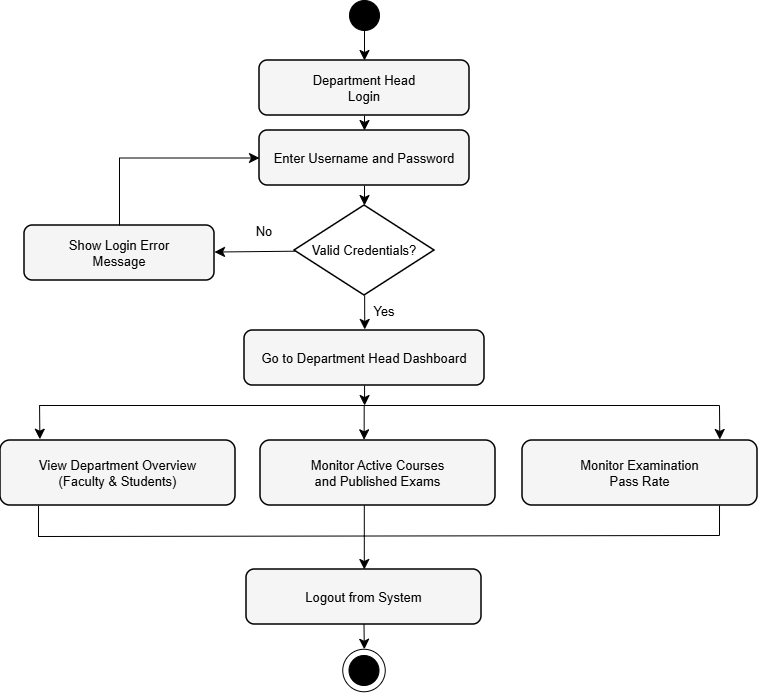 Department Head
Login
Enter Username and Password
No
Show Login Error
Message
Valid Credentials?
Yes
Go to Department Head Dashboard
View Department Overview
(Faculty & Students)
Monitor Active Courses
and Published Exams
Monitor Examination
Pass Rate
Logout from System